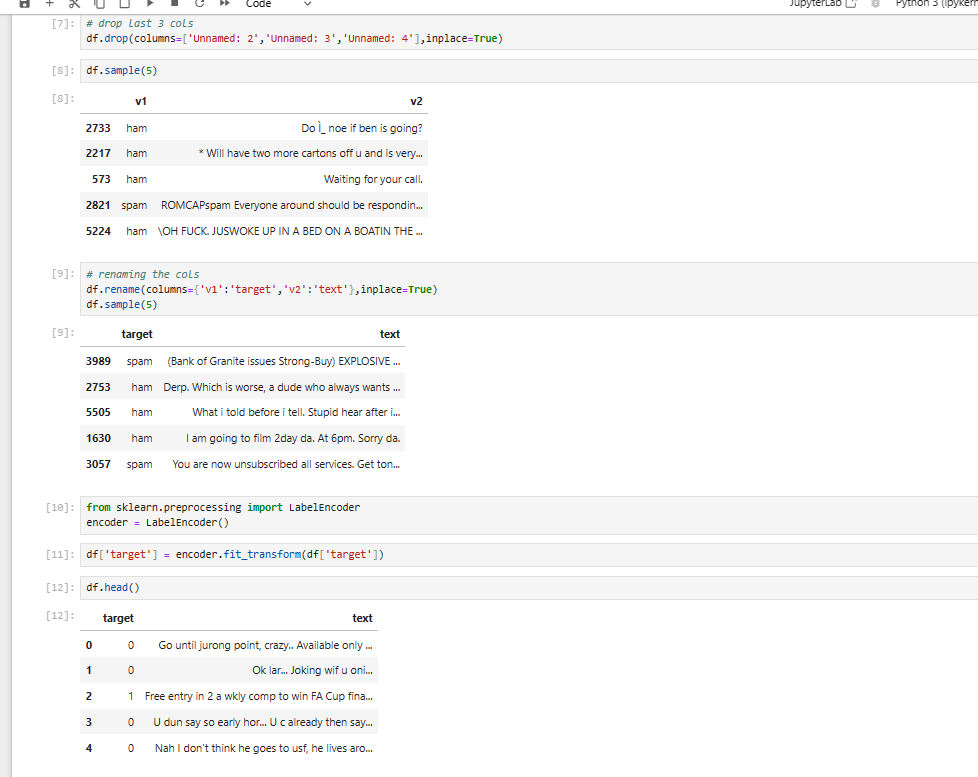 Code JupyterLab Python 3 (ipykern
[7]: # drop last 3 cols
df.drop(columns=['Unnamed: 2','Unnamed: 3','Unnamed: 4'],inplace=True)
[8]: df.sample(5)
[8]: v1 v2
2733 ham Do Ì_ noe if ben is going?
2217 ham * Will have two more cartons off u and is very...
573 ham Waiting for your call.
2821 spam ROMCAPspam Everyone around should be respondin...
5224 ham \OH FUCK. JUSWOKE UP IN A BED ON A BOATIN THE ...
[9]: # renaming the cols
df.rename(columns={'v1':'target','v2':'text'},inplace=True)
df.sample(5)
[9]: target text
3989 spam (Bank of Granite issues Strong-Buy) EXPLOSIVE ...
2753 ham Derp. Which is worse, a dude who always wants ...
5505 ham What i told before i tell. Stupid hear after i...
1630 ham I am going to film 2day da. At 6pm. Sorry da.
3057 spam You are now unsubscribed all services. Get ton...
[10]: from sklearn.preprocessing import LabelEncoder
encoder = LabelEncoder()
[11]: df['target'] = encoder.fit_transform(df['target'])
[12]: df.head()
[12]: target text
0 0 Go until jurong point, crazy.. Available only ...
1 0 Ok lar... Joking wif u oni...
2 1 Free entry in 2 a wkly comp to win FA Cup fina...
3 0 U dun say so early hor... U c already then say...
4 0 Nah I don't think he goes to usf, he lives aro...